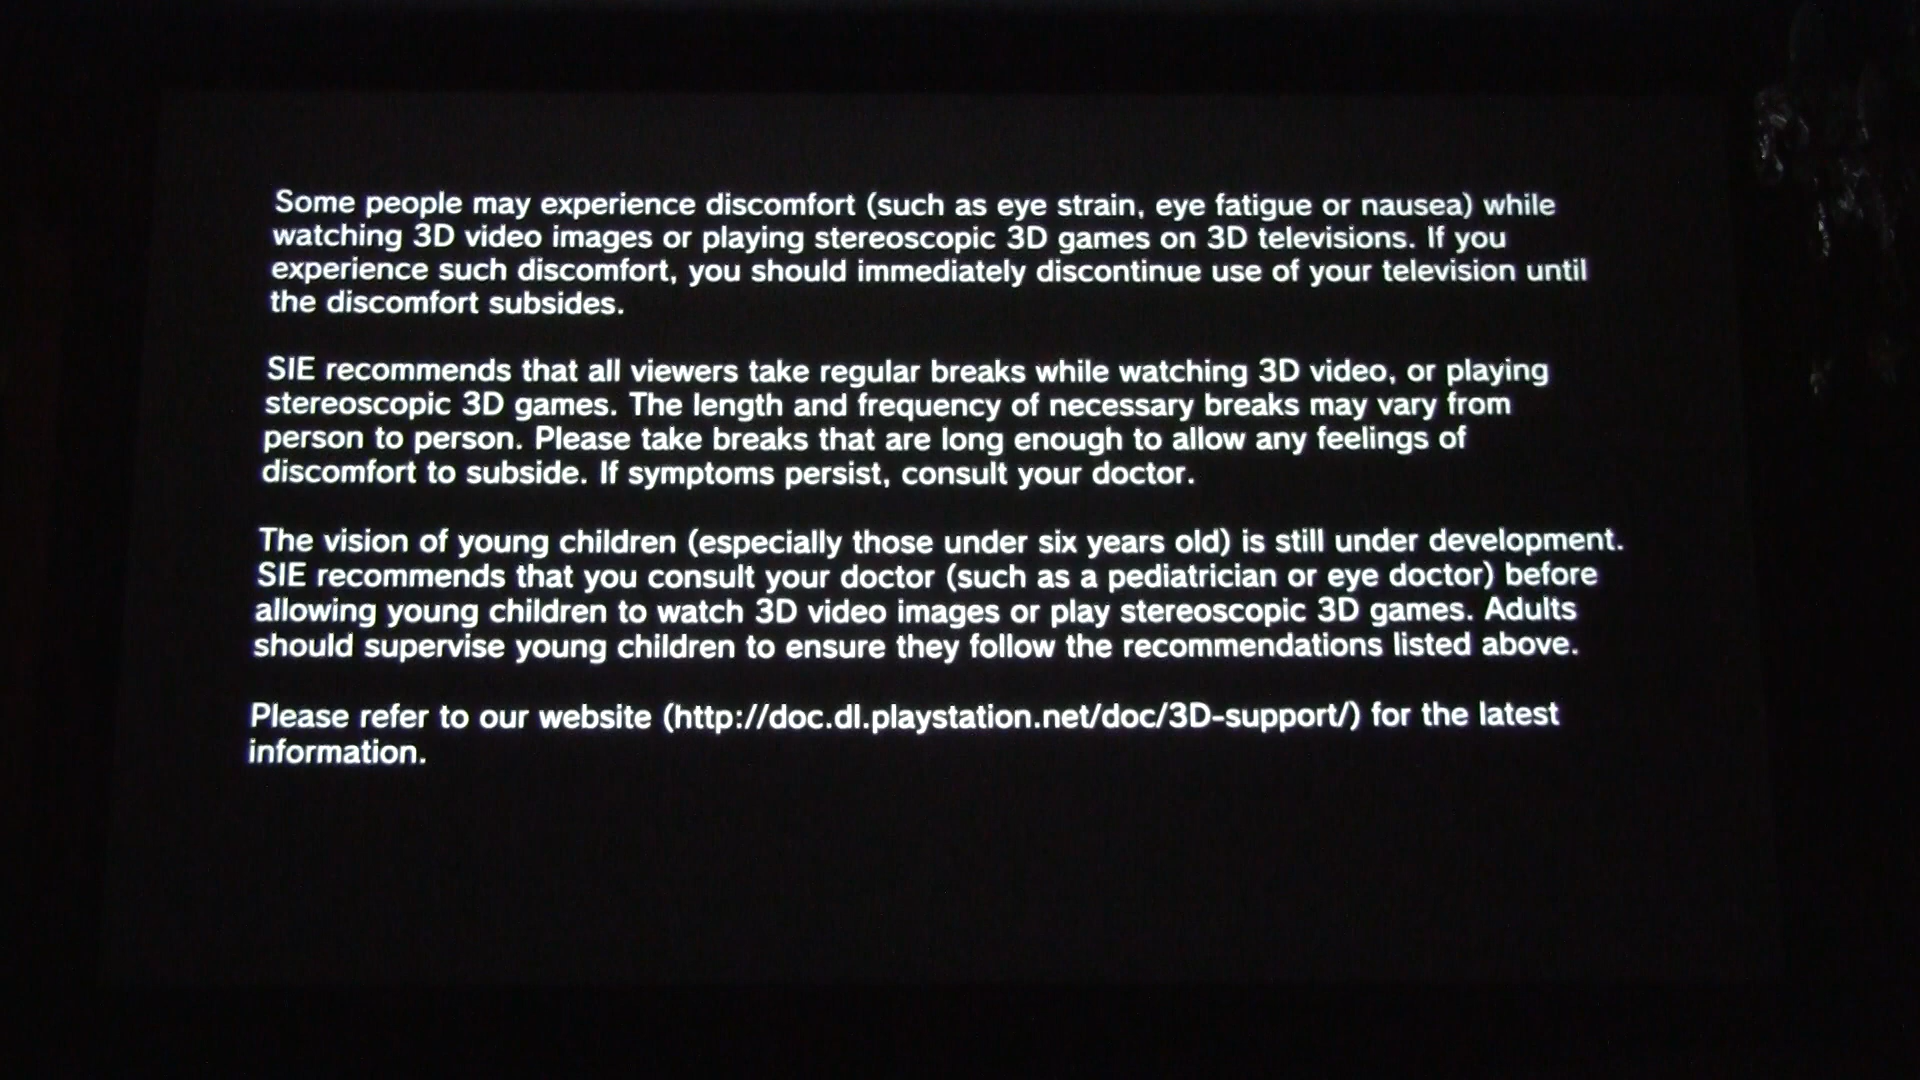 Some people may experience discomfort (such as eye strain, eye fatigue or nausea) while
watching 3D video images or playing stereoscopic 3D games on 3D televisions. If you
experience such discomfort, you should immediately discontinue use of your television until
the discomfort subsides.
SIE recommends that all viewers take regular breaks while watching 3D video, or playing
stereoscopic 3D games. The length and frequency of necessary breaks may vary from
person to person. Please take breaks that are long enough to allow any feelings of
discomfort to subside. If symptoms persist, consult your doctor.
The vision of young children (especially those under six years old) is still under development.
SIE recommends that you consult your doctor (such as a pediatrician or eye doctor) before
allowing young children to watch 3D video images or play stereoscopic 3D games. Adults
should supervise young children to ensure they follow the recommendations listed above.
Please refer to our website (http://doc.dl.playstation.net/doc/3D-support/) for the latest
information.